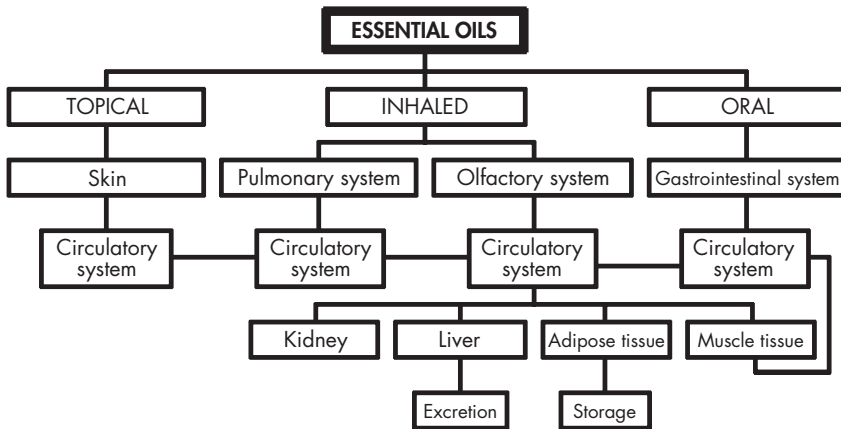 ESSENTIAL OILS
TOPICAL
INHALED
ORAL
Skin
Pulmonary system
Olfactory system
Gastrointestinal system
Circulatory
system
Circulatory
system
Circulatory
system
Circulatory
system
Kidney
Liver
Adipose tissue
Muscle tissue
Excretion
Storage